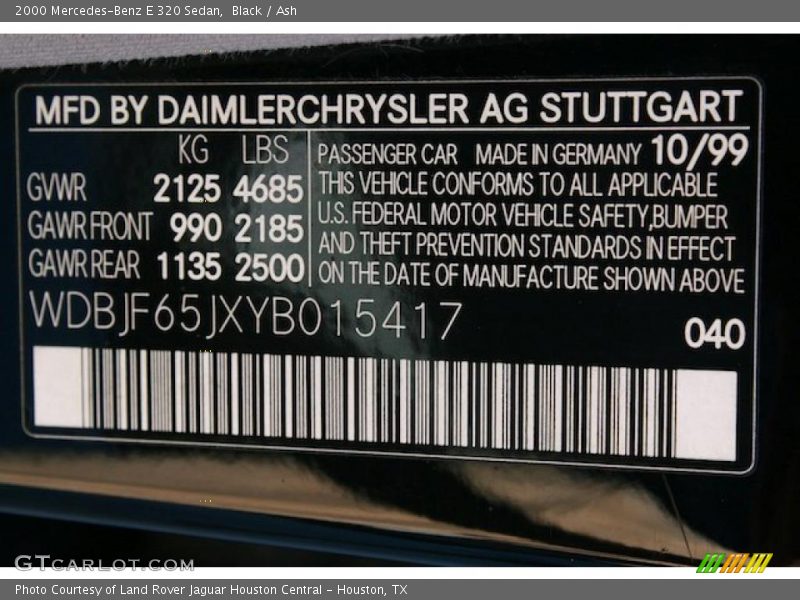 2000 Mercedes-Benz E 320 Sedan, Black / Ash
MFD BY DAIMLERCHRYSLER AG STUTTGART
KG LBS
GVWR 2125 4685
GAWR FRONT 990 2185
GAWR REAR 1135 2500
PASSENGER CAR MADE IN GERMANY 10/99
THIS VEHICLE CONFORMS TO ALL APPLICABLE
U.S. FEDERAL MOTOR VEHICLE SAFETY,BUMPER
AND THEFT PREVENTION STANDARDS IN EFFECT
ON THE DATE OF MANUFACTURE SHOWN ABOVE
WDBJF65JXYB015417
040
GTCARLOT.COM
Photo Courtesy of Land Rover Jaguar Houston Central - Houston, TX